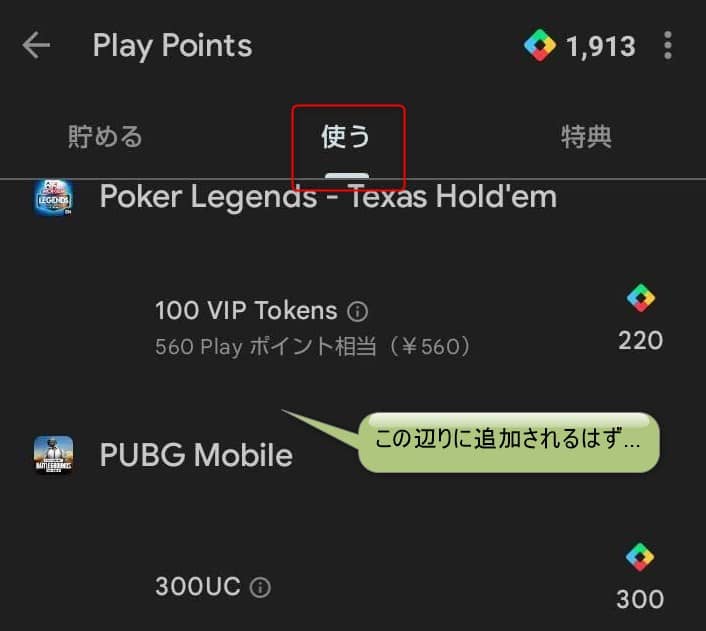 Play Points
1,913
貯める
使う
特典
Poker Legends - Texas Hold'em
100 VIP Tokens
560 Play ポイント相当（￥560）
220
この辺りに追加されるはず...
PUBG Mobile
300UC
300